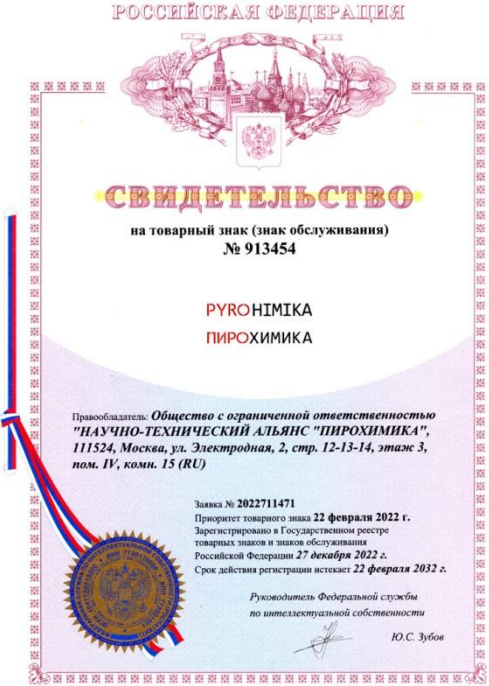 РОССИЙСКАЯ ФЕДЕРАЦИЯ
СВИДЕТЕЛЬСТВО
на товарный знак (знак обслуживания)
№ 913454
PYROHIMIKA
ПИРОХИМИКА
Правообладатель: Общество с ограниченной ответственностью
"НАУЧНО-ТЕХНИЧЕСКИЙ АЛЬЯНС "ПИРОХИМИКА",
111524, Москва, ул. Электродная, 2, стр. 12-13-14, этаж 3,
пом. IV, комн. 15 (RU)
Заявка № 2022711471
Приоритет товарного знака 22 февраля 2022 г.
Зарегистрировано в Государственном реестре
товарных знаков и знаков обслуживания
Российской Федерации 27 декабря 2022 г.
Срок действия регистрации истекает 22 февраля 2032 г.
Руководитель Федеральной службы
по интеллектуальной собственности
Ю.С. Зубов